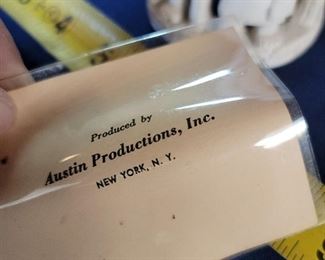 Produced by
Austin Productions, Inc.
NEW YORK, N. Y.